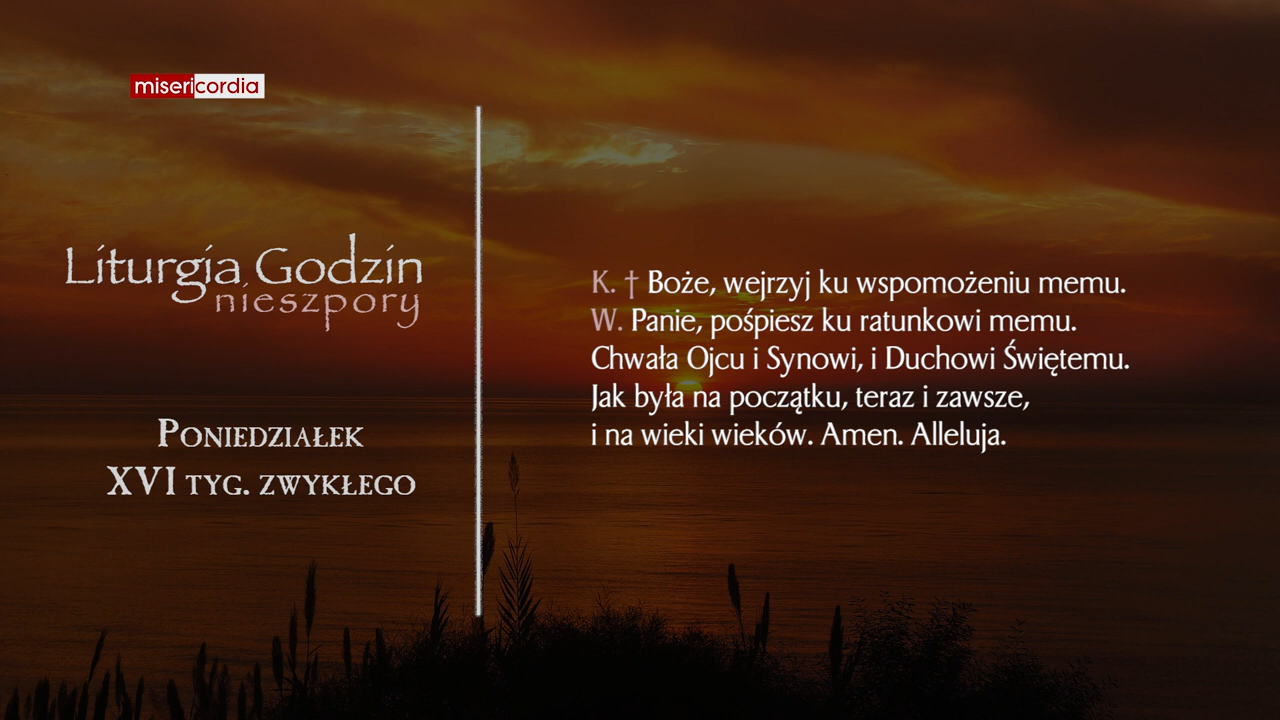 misericordia
Liturgia Godzin
nieszpory
Poniedziałek
XVI tyg. zwykłego
K. † Boże, wejrzyj ku wspomożeniu memu.
W. Panie, pośpiesz ku ratunkowi memu.
Chwała Ojcu i Synowi, i Duchowi Świętemu.
Jak była na początku, teraz i zawsze,
i na wieki wieków. Amen. Alleluja.